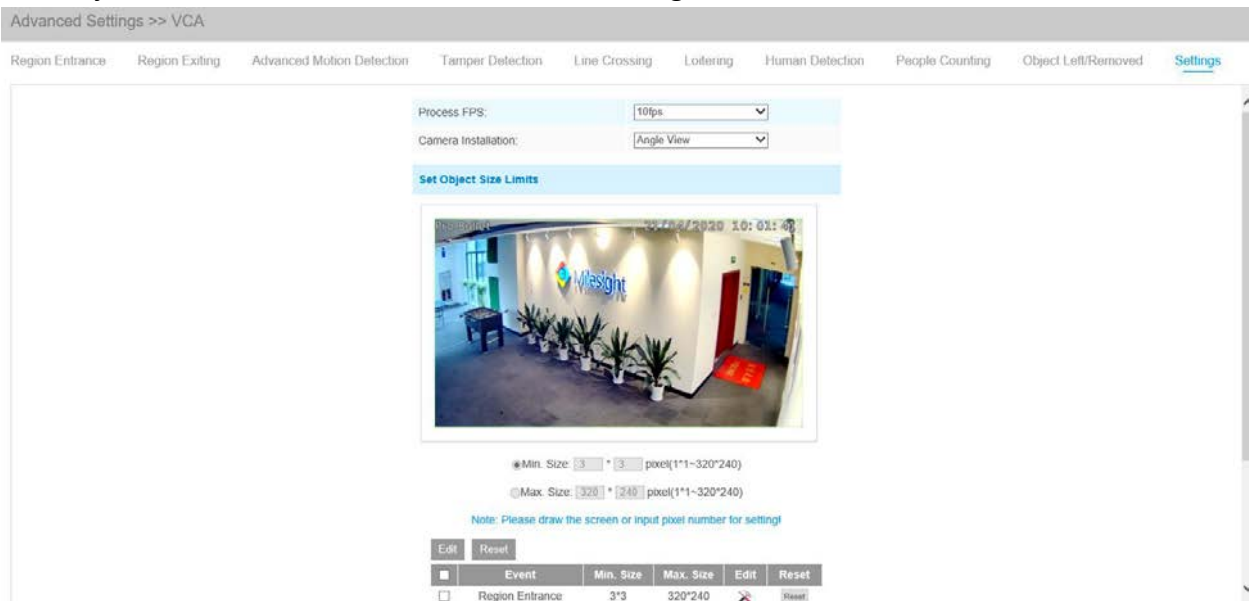 Advanced Settings >> VCA
Region Entrance Region Exiting Advanced Motion Detection Tamper Detection Line Crossing Loitering Human Detection People Counting Object Left/Removed Settings
Process FPS: 10fps
Camera Installation: Angle View
Set Object Size Limits
Milesight
Min. Size: 3 * 3 pixel(1*1~320*240)
Max. Size: 320 * 240 pixel(1*1~320*240)
Note: Please draw the screen or input pixel number for setting!
Edit Reset
Event Min. Size Max. Size Edit Reset
Region Entrance 3*3 320*240 Reset